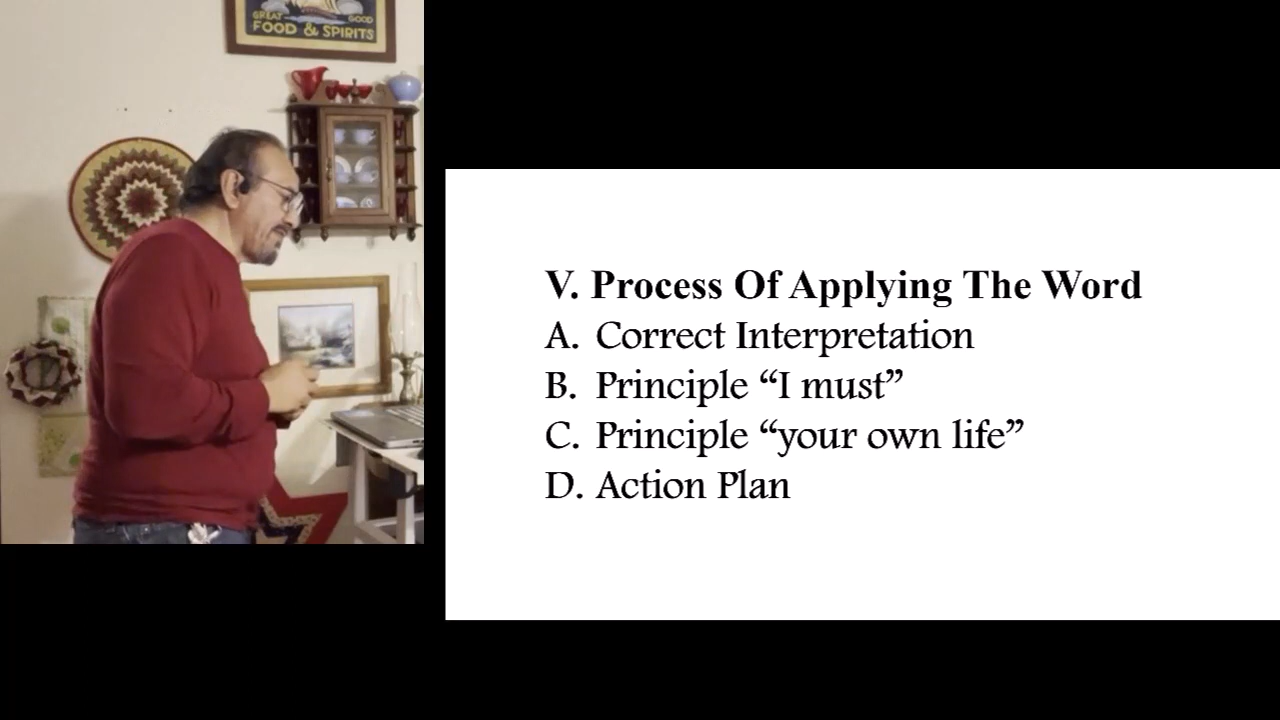 GREAT GOOD
FOOD & SPIRITS
V. Process Of Applying The Word
A. Correct Interpretation
B. Principle “I must”
C. Principle “your own life”
D. Action Plan